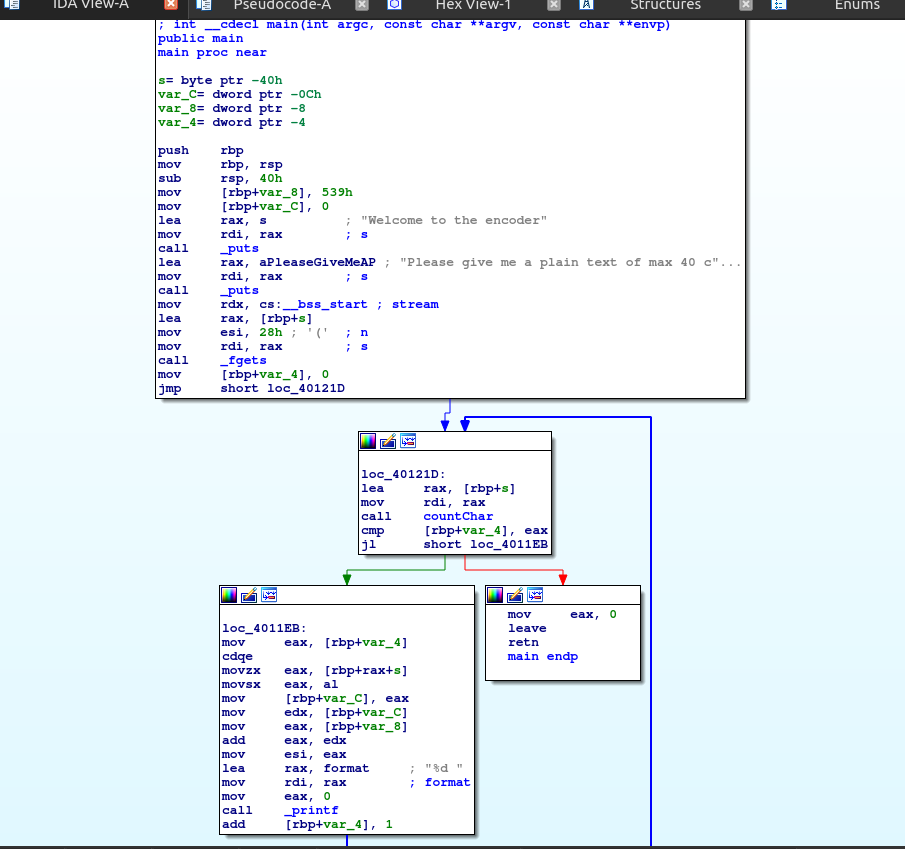 IDA View-A Pseudocode-A Hex View-1 Structures Enums
; int __cdecl main(int argc, const char **argv, const char **envp)
public main
main proc near
s= byte ptr -40h
var_C= dword ptr -0Ch
var_8= dword ptr -8
var_4= dword ptr -4
push rbp
mov rbp, rsp
sub rsp, 40h
mov [rbp+var_8], 539h
mov [rbp+var_C], 0
lea rax, s ; "Welcome to the encoder"
mov rdi, rax ; s
call _puts
lea rax, aPleaseGiveMeAP ; "Please give me a plain text of max 40 c"...
mov rdi, rax ; s
call _puts
mov rdx, cs:__bss_start ; stream
lea rax, [rbp+s]
mov esi, 28h ; '(' ; n
mov rdi, rax ; s
call _fgets
mov [rbp+var_4], 0
jmp short loc_40121D
loc_40121D:
lea rax, [rbp+s]
mov rdi, rax
call countChar
cmp [rbp+var_4], eax
jl short loc_4011EB
loc_4011EB:
mov eax, [rbp+var_4]
cdqe
movzx eax, [rbp+rax+s]
movsx eax, al
mov [rbp+var_C], eax
mov edx, [rbp+var_C]
mov eax, [rbp+var_8]
add eax, edx
mov esi, eax
lea rax, format ; "%d "
mov rdi, rax ; format
mov eax, 0
call _printf
add [rbp+var_4], 1
mov eax, 0
leave
retn
main endp